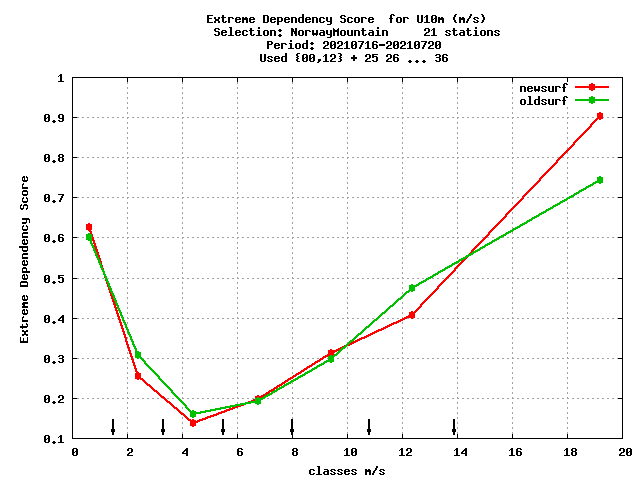 Extreme Dependency Score  for U10m (m/s)
Selection: NorwayMountain     21 stations
Period: 20210716-20210720
Used {00,12} + 25 26 ... 36
newsurf
oldsurf
1
0.9
0.8
0.7
0.6
0.5
0.4
0.3
0.2
0.1
Extreme Dependency Score
0 2 4 6 8 10 12 14 16 18 20
classes m/s